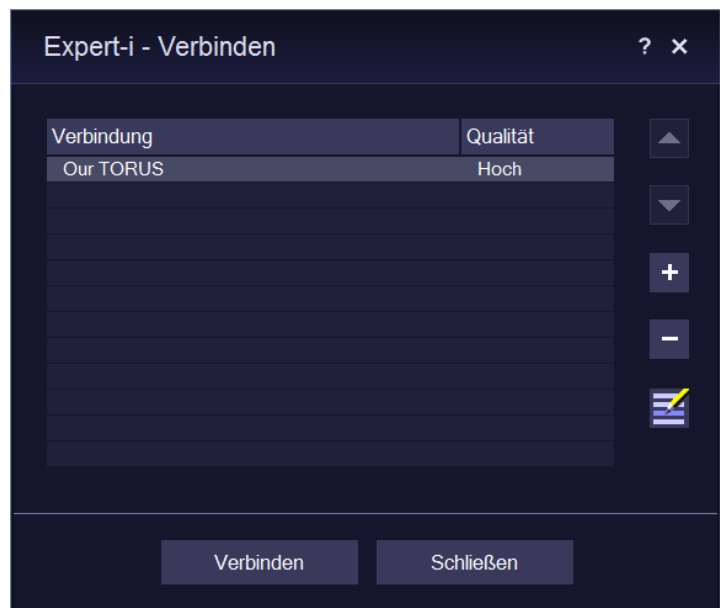 Expert-i - Verbinden ? ×
Verbindung Qualität
Our TORUS Hoch
+
-
Verbinden Schließen